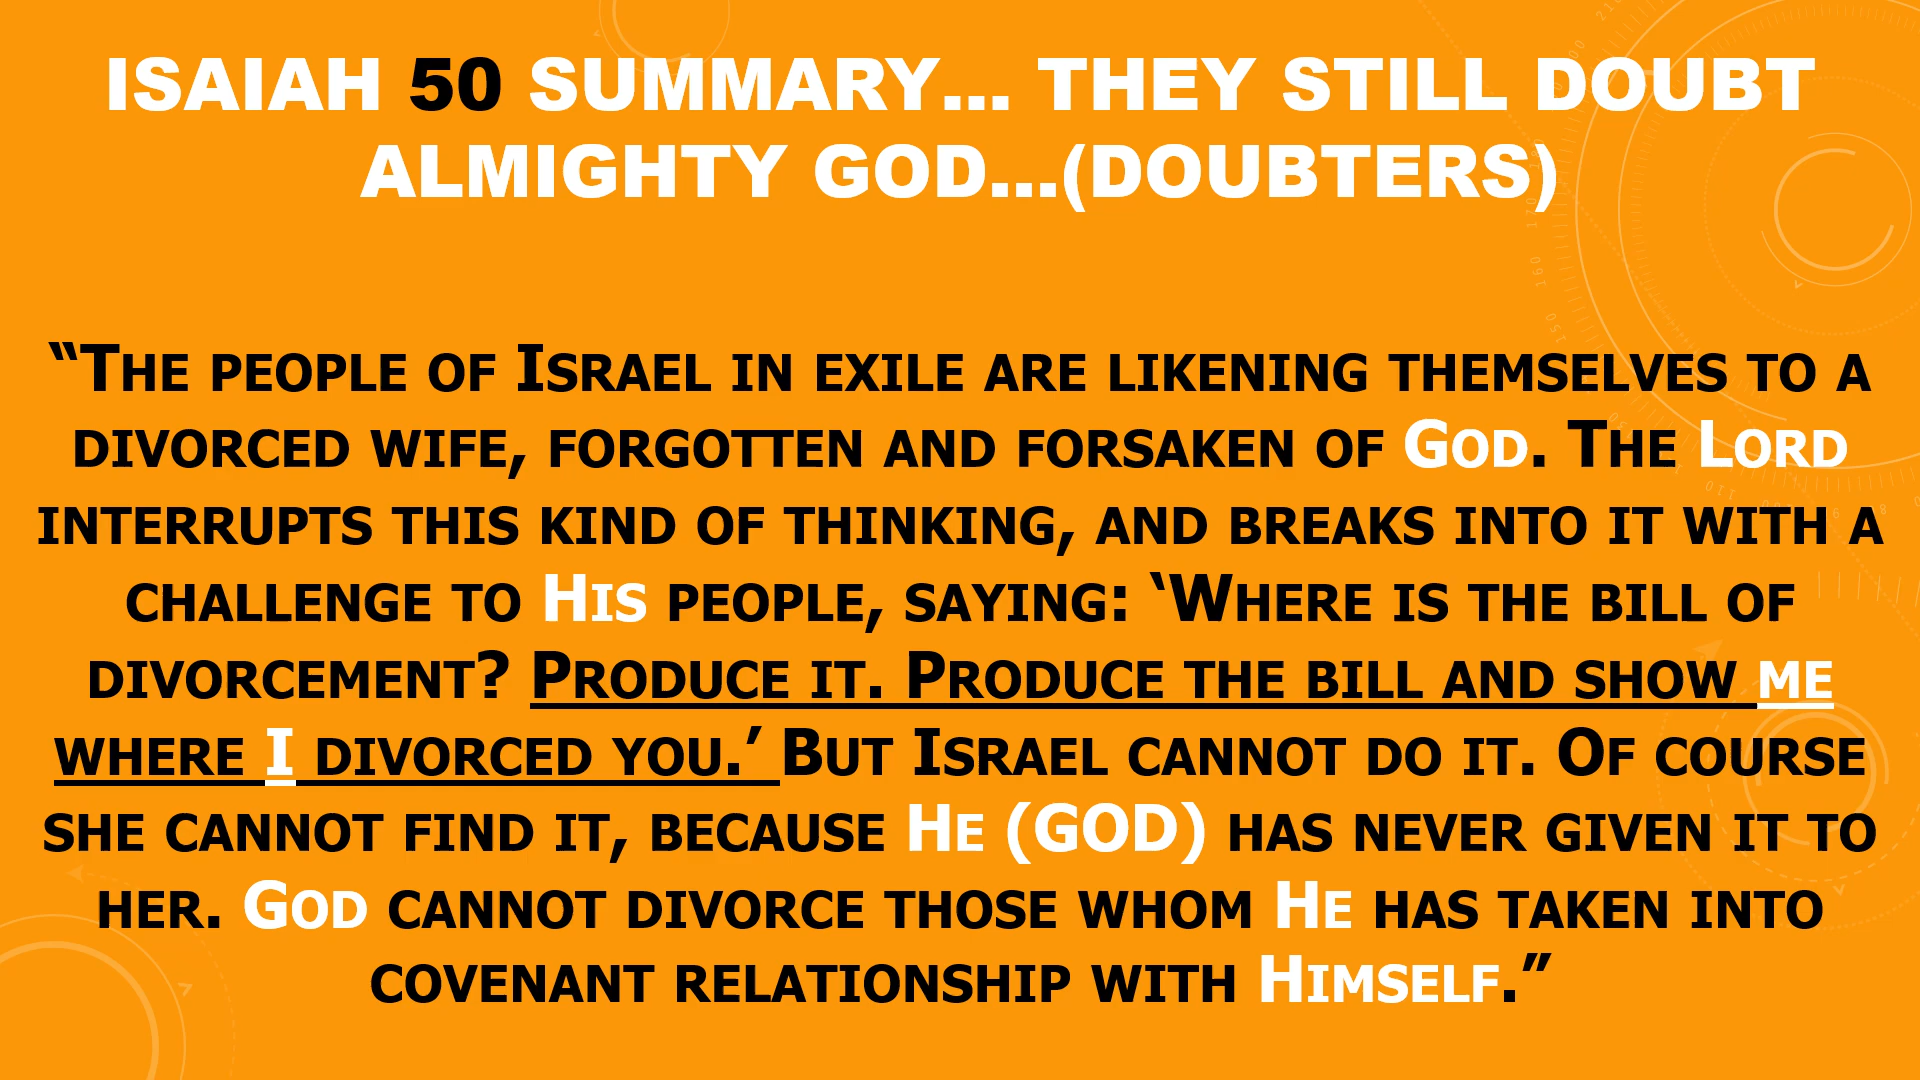 ISAIAH 50 SUMMARY... THEY STILL DOUBT
ALMIGHTY GOD...(DOUBTERS)
“The people of Israel in exile are likening themselves to a
divorced wife, forgotten and forsaken of God. The Lord
interrupts this kind of thinking, and breaks into it with a
challenge to His people, saying: ‘Where is the bill of
divorcement? Produce it. Produce the bill and show me
where I divorced you.’ But Israel cannot do it. Of course
she cannot find it, because He (GOD) has never given it to
her. God cannot divorce those whom He has taken into
covenant relationship with Himself.”